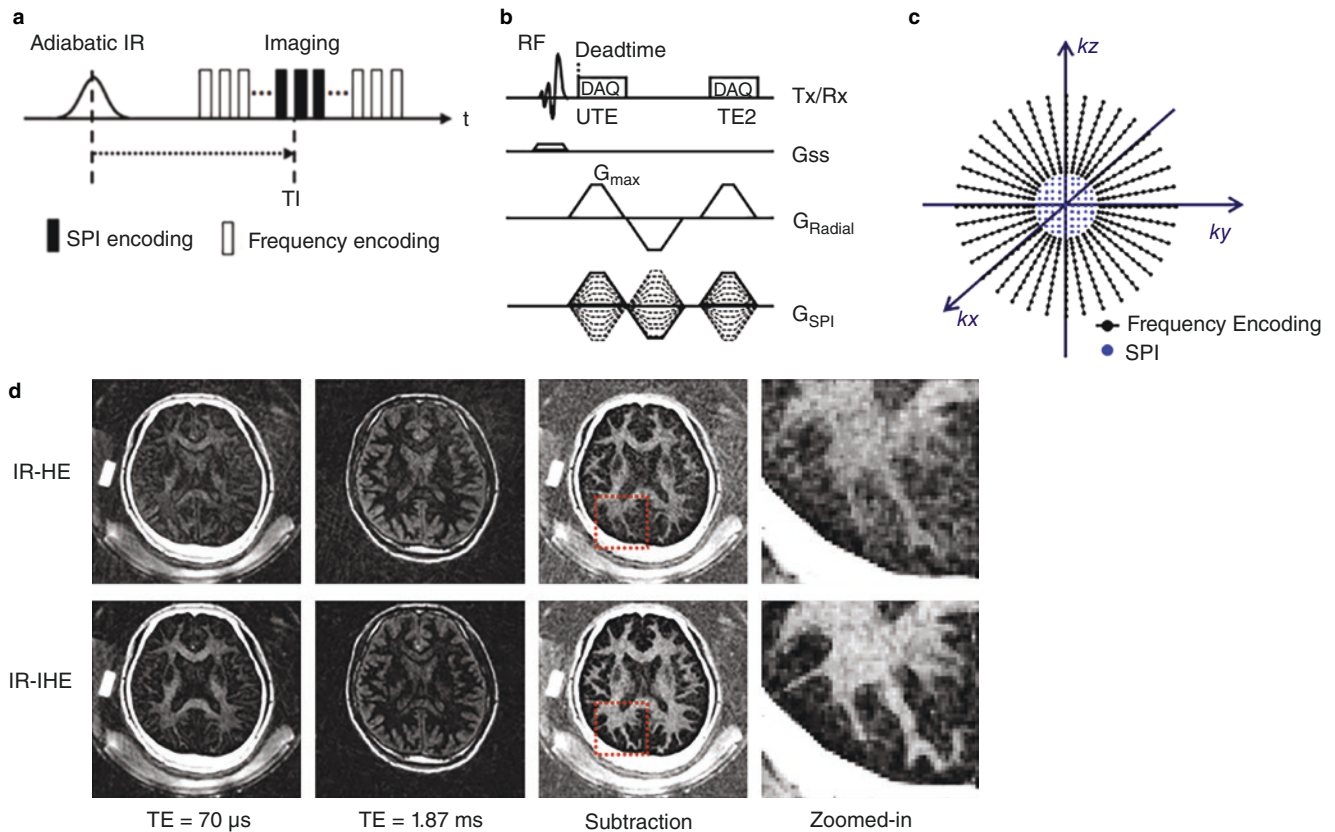 a
Adiabatic IR
Imaging
t
TI
SPI encoding
Frequency encoding
b
RF
Deadtime
DAQ
DAQ
Tx/Rx
UTE
TE2
Gss
Gmax
GRadial
GSPI
c
kz
ky
kx
Frequency Encoding
SPI
d
IR-HE
IR-IHE
TE = 70 µs
TE = 1.87 ms
Subtraction
Zoomed-in